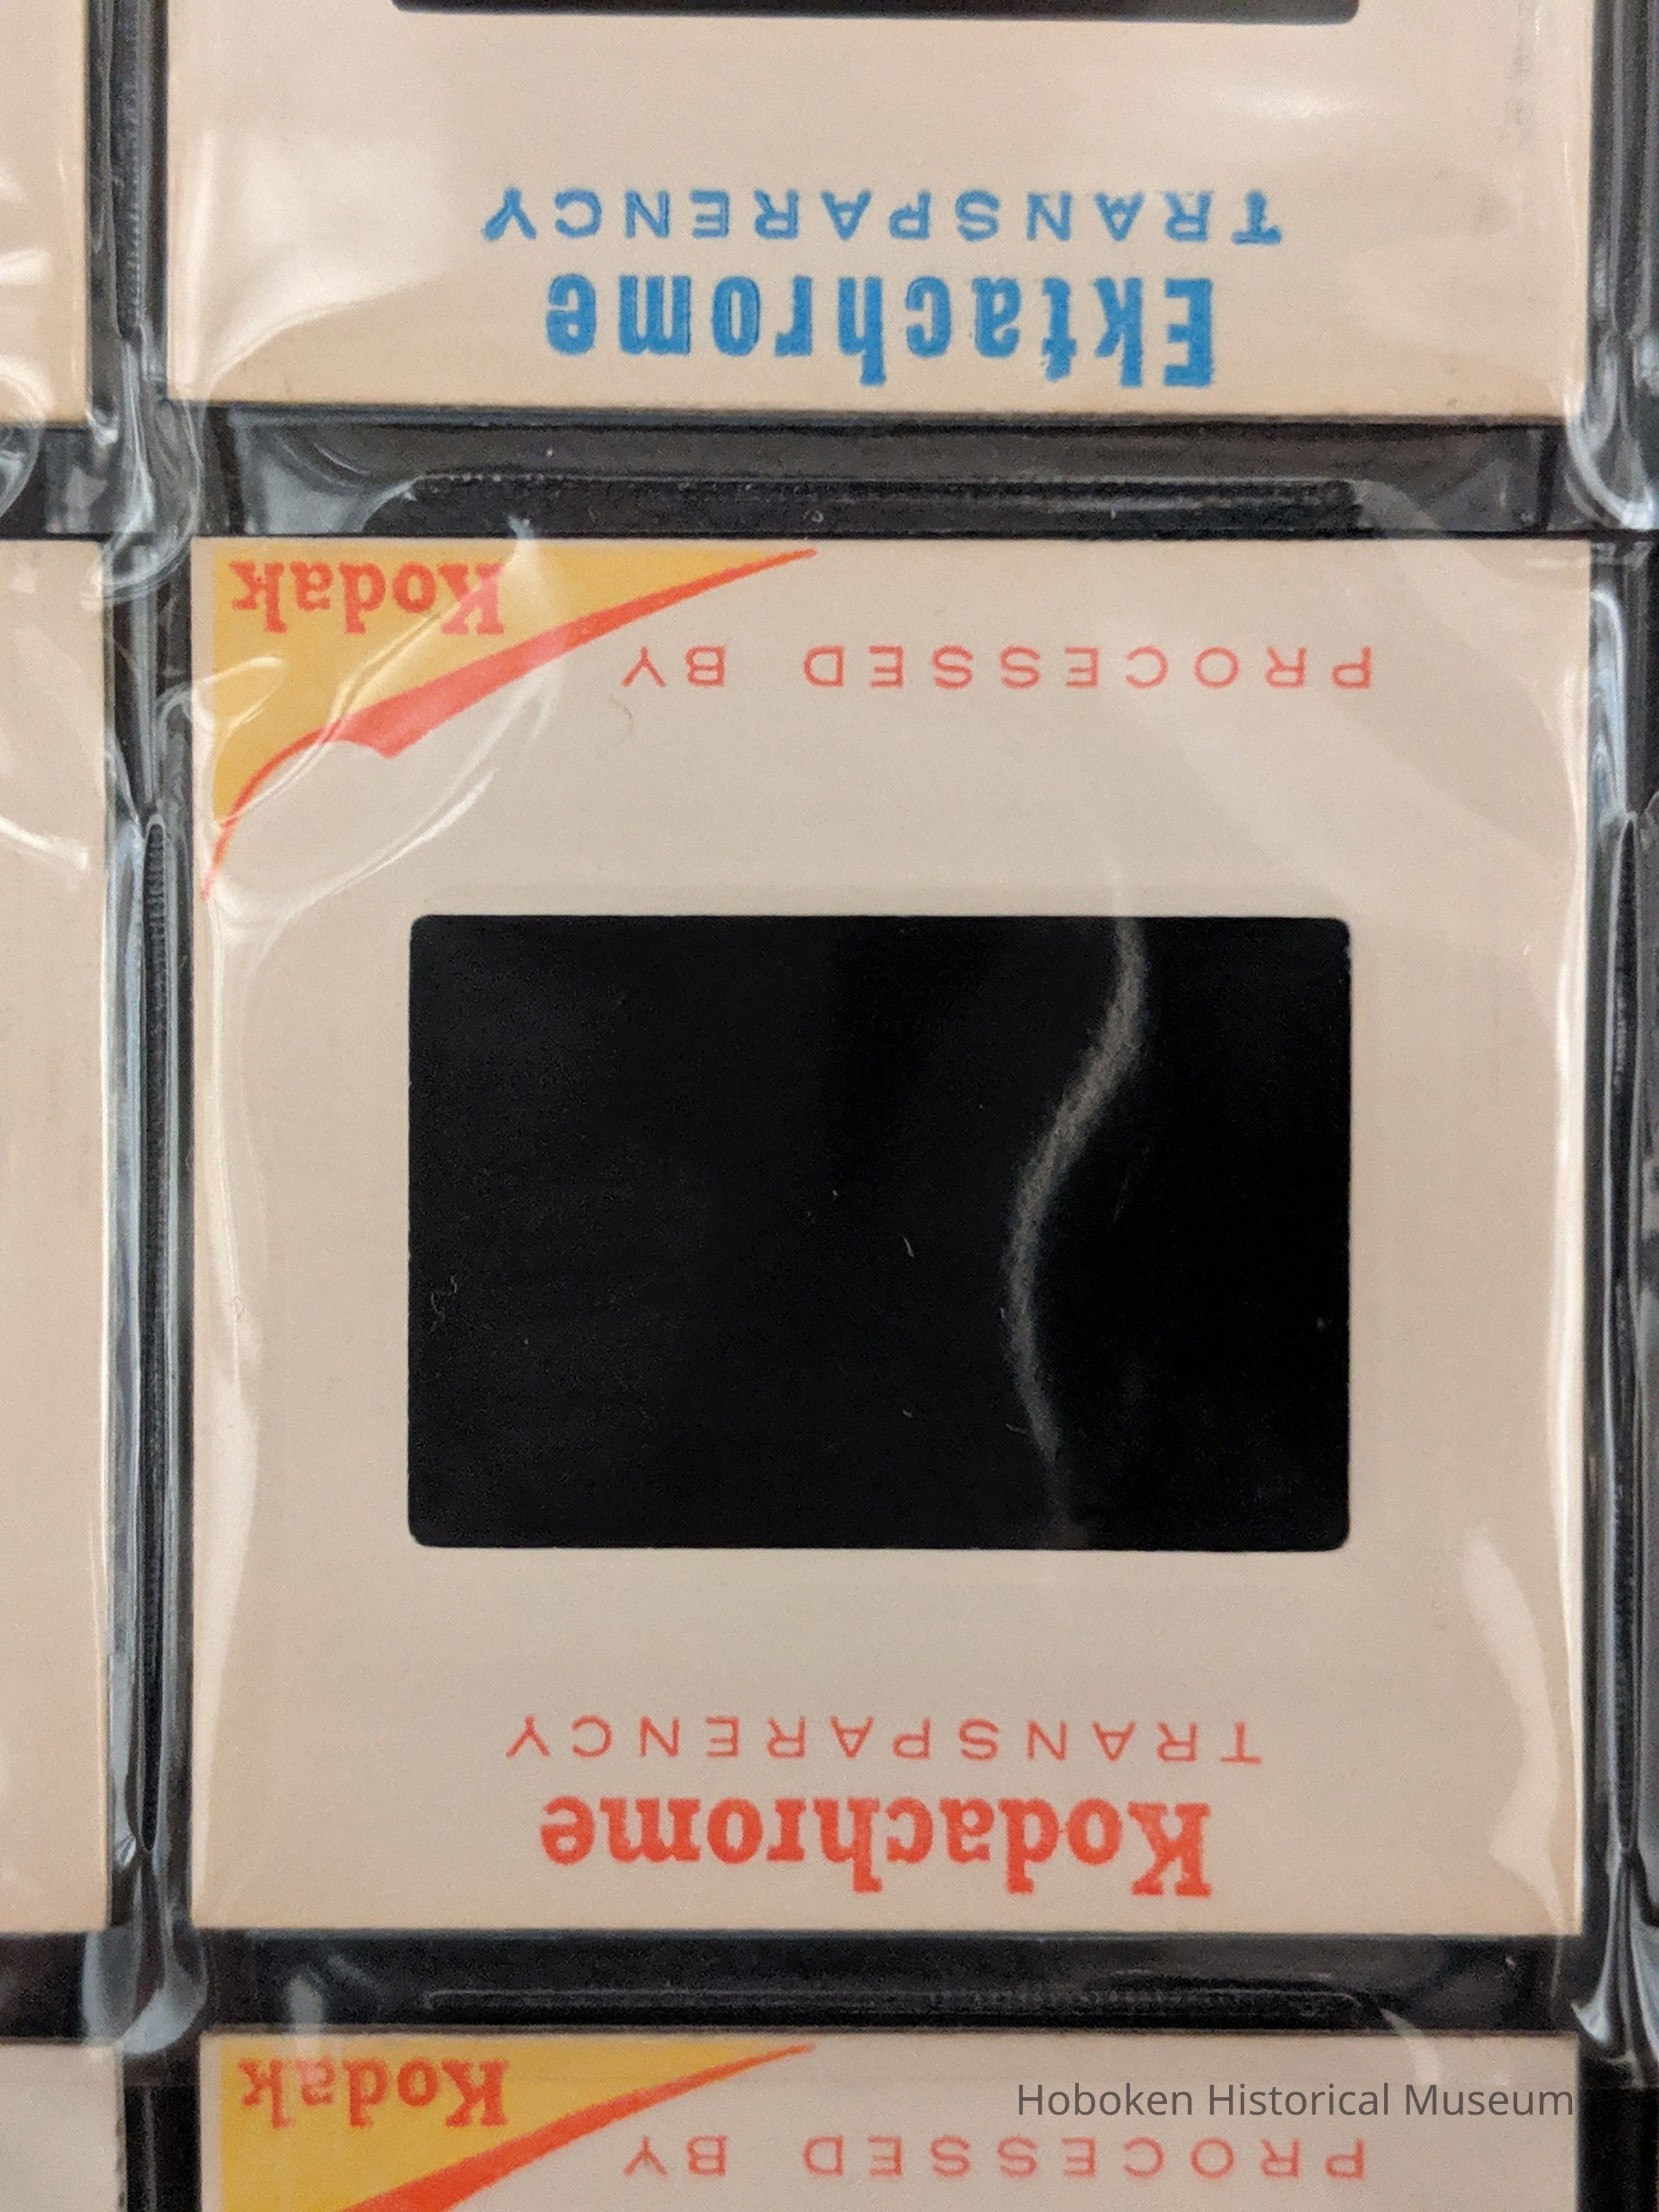 TRANSPARENCY
Ektachrome
Kodak
PROCESSED BY
TRANSPARENCY
Kodachrome
Kodak
PROCESSED BY
Hoboken Historical Museum